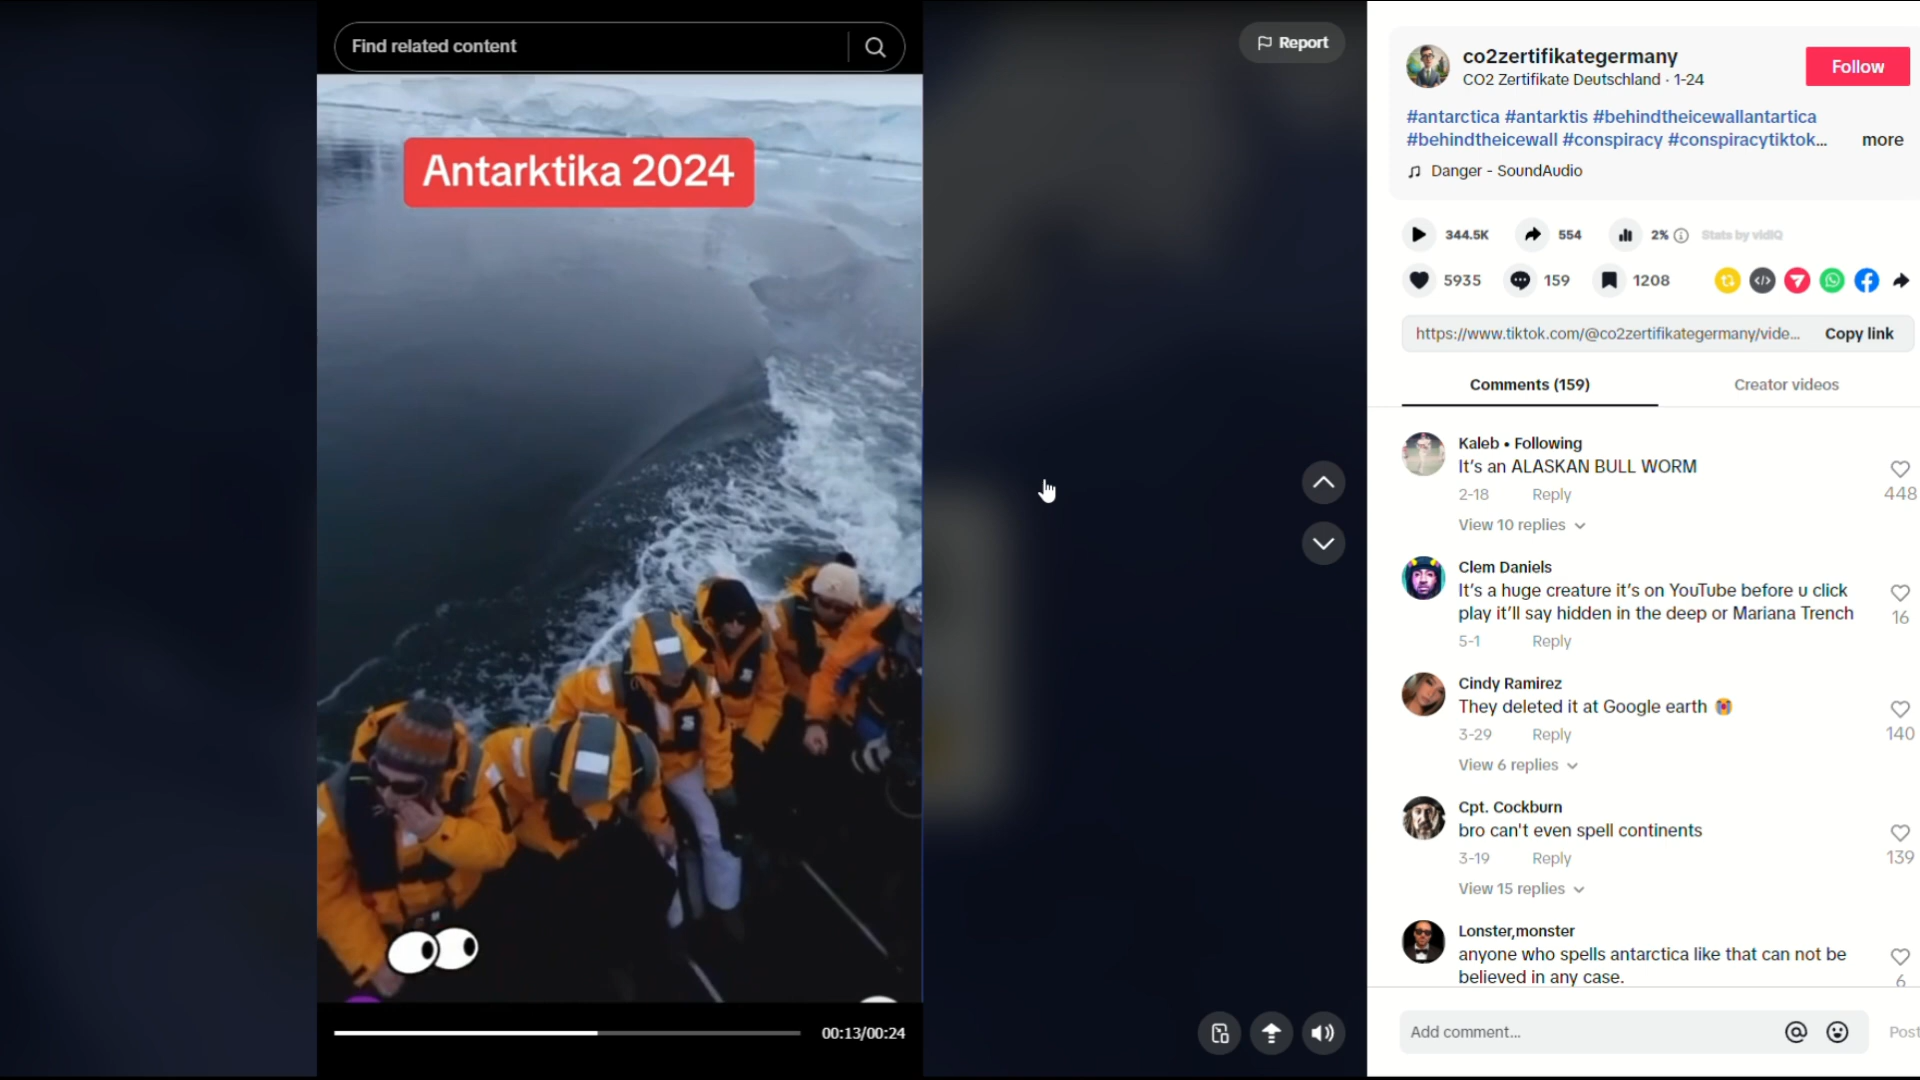 Find related content
Report
Antarktika 2024
00:13/00:24
co2zertifikategermany
CO2 Zertifikate Deutschland · 1-24
Follow
#antarctica #antarktis #behindtheicewallantartica
#behindtheicewall #conspiracy #conspiracytiktok...
more
Danger - SoundAudio
344.5K
554
2%
Stats by vidIQ
5935
159
1208
https://www.tiktok.com/@co2zertifikategermany/vide...
Copy link
Comments (159)
Creator videos
Kaleb • Following
It's an ALASKAN BULL WORM
2-18 Reply
448
View 10 replies
Clem Daniels
It's a huge creature it's on YouTube before u click
play it'll say hidden in the deep or Mariana Trench
16
5-1 Reply
Cindy Ramirez
They deleted it at Google earth 😭
3-29 Reply
140
View 6 replies
Cpt. Cockburn
bro can't even spell continents
3-19 Reply
139
View 15 replies
Lonster,monster
anyone who spells antarctica like that can not be
believed in any case.
6
Add comment...
Post